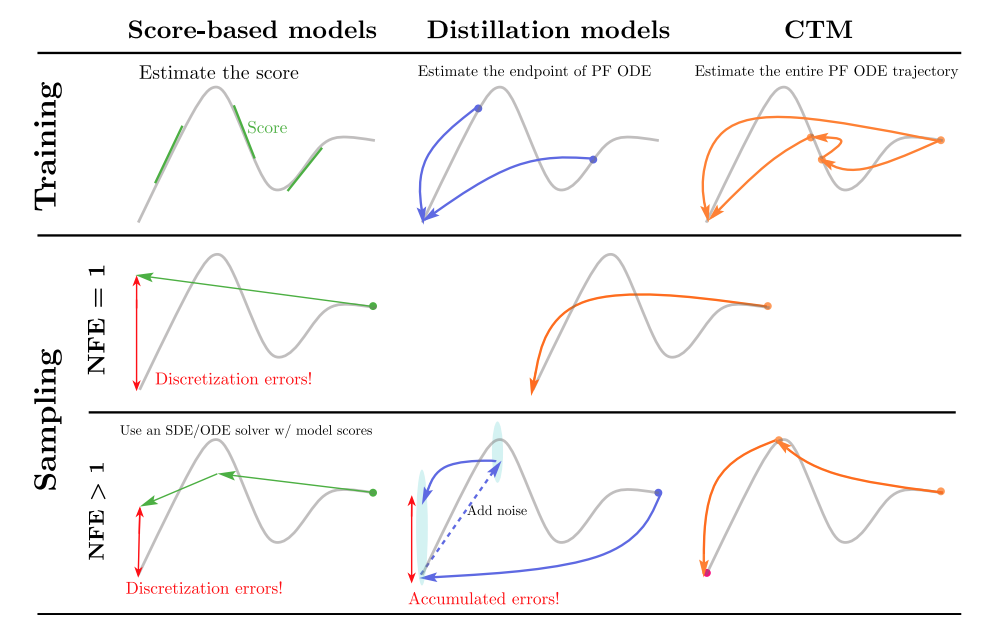 Score-based models
Distillation models
CTM
Training
Estimate the score
Score
Estimate the endpoint of PF ODE
Estimate the entire PF ODE trajectory
Sampling
NFE = 1
Discretization errors!
NFE > 1
Use an SDE/ODE solver w/ model scores
Discretization errors!
Add noise
Accumulated errors!